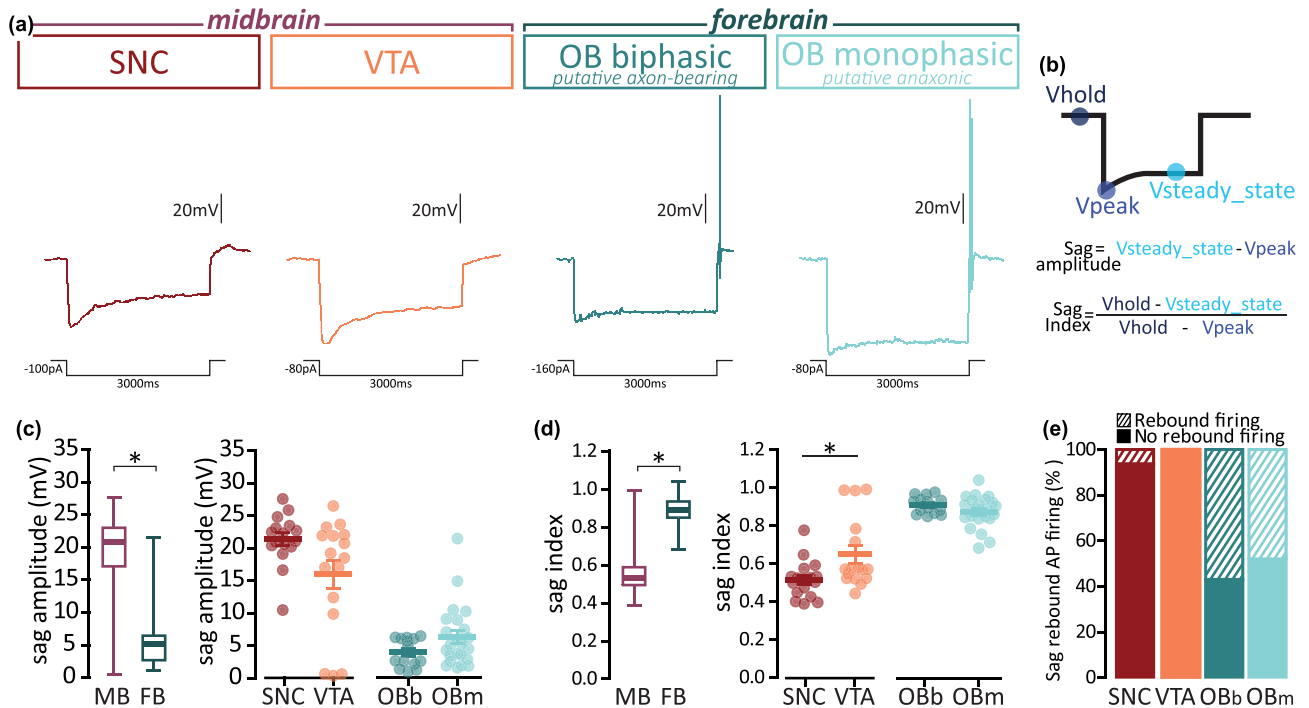 (a)
midbrain
forebrain
SNC
VTA
OB biphasic
putative axon-bearing
OB monophasic
putative anaxonic
20mV
20mV
20mV
20mV
-100pA
3000ms
-80pA
3000ms
-160pA
3000ms
-80pA
3000ms
(b)
Vhold
Vpeak
Vsteady_state
Sag amplitude = Vsteady_state - Vpeak
Sag Index = Vhold - Vsteady_state
Vhold - Vpeak
(c)
sag amplitude (mV)
35
30
25
20
15
10
5
0
*
MB FB
sag amplitude (mV)
35
30
25
20
15
10
5
0
SNC VTA OBb OBm
(d)
sag index
1.2
1.0
0.8
0.6
0.4
0.2
0.0
*
MB FB
sag index
1.2
1.0
0.8
0.6
0.4
0.2
0.0
*
SNC VTA OBb OBm
(e)
Rebound firing
No rebound firing
Sag rebound AP firing (%)
100
80
60
40
20
0
SNC VTA OBb OBm